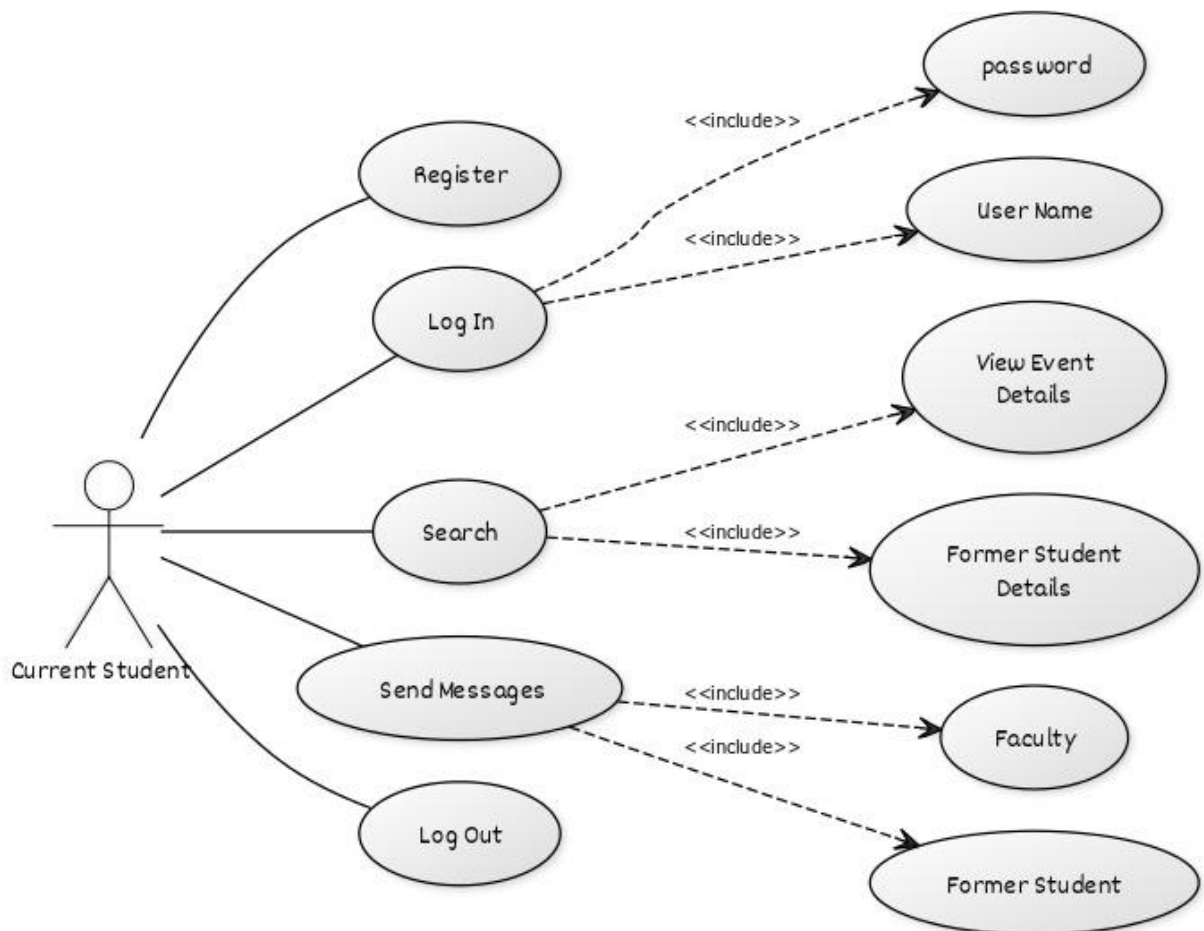 password
<<include>>
Register
User Name
<<include>>
Log In
View Event
Details
<<include>>
Search
<<include>>
Former Student
Details
Current Student
Send Messages
<<include>>
Faculty
<<include>>
Log Out
Former Student